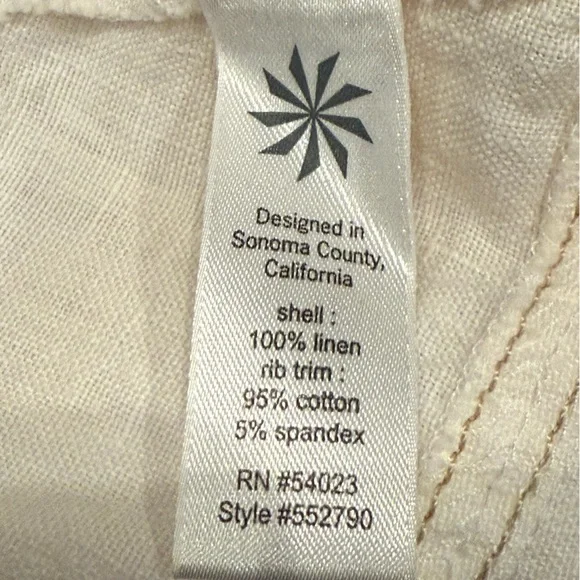 Designed in
Sonoma County,
California
shell :
100% linen
rib trim :
95% cotton
5% spandex
RN #54023
Style #552790